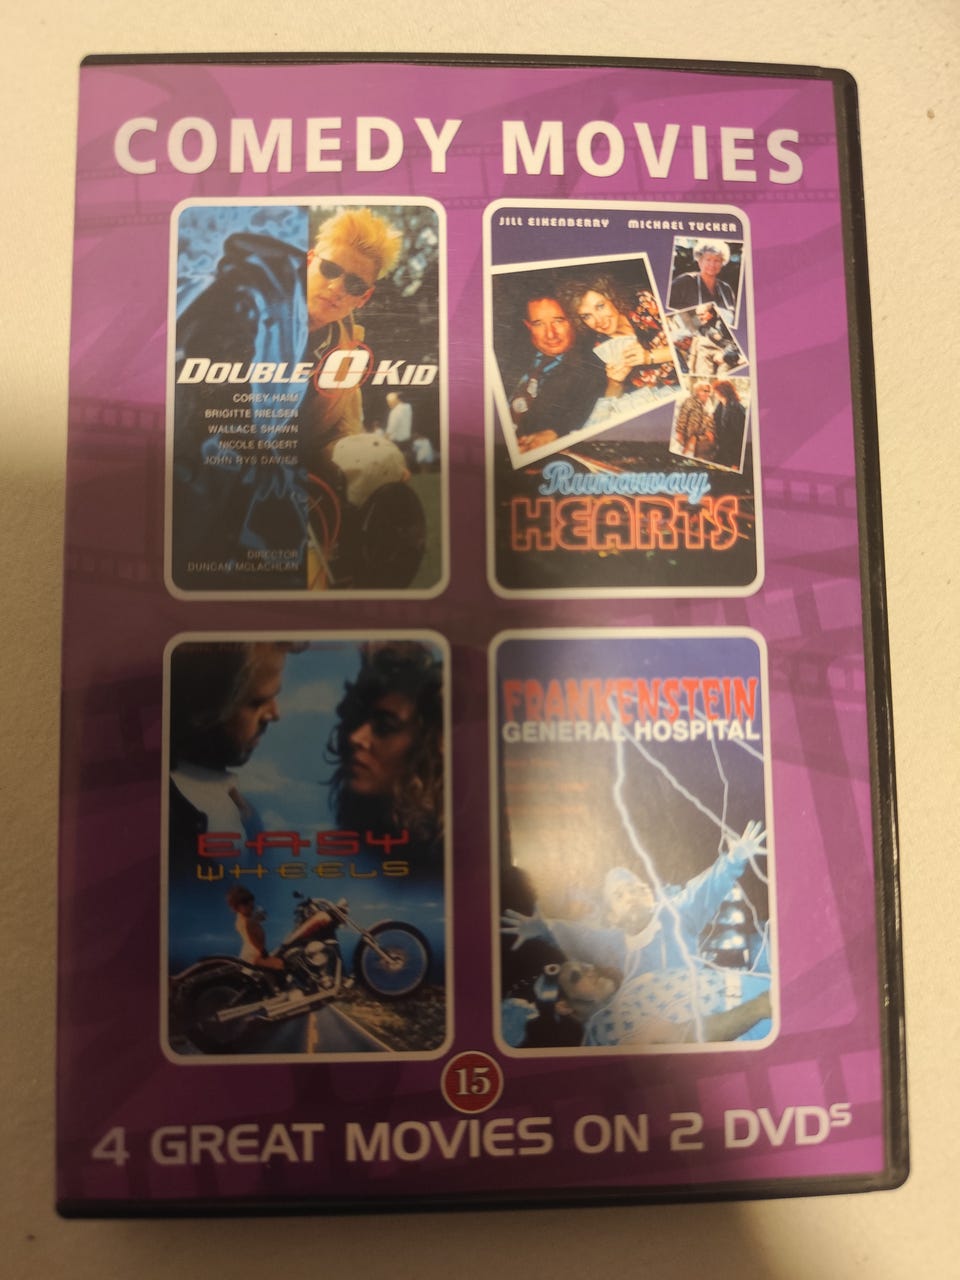 COMEDY MOVIES
DOUBLE O KID
COREY HAIM
BRIGITTE NIELSEN
WALLACE SHAWN
NICOLE EGGERT
JOHN RYS DAVIES
DIRECTOR
DUNCAN MCLACHLAN
JILL EIKENBERRY MICHAEL TUCKER
Runaway
HEARTS
EASY
WHEELS
FRANKENSTEIN
GENERAL HOSPITAL
15
4 GREAT MOVIES ON 2 DVDs